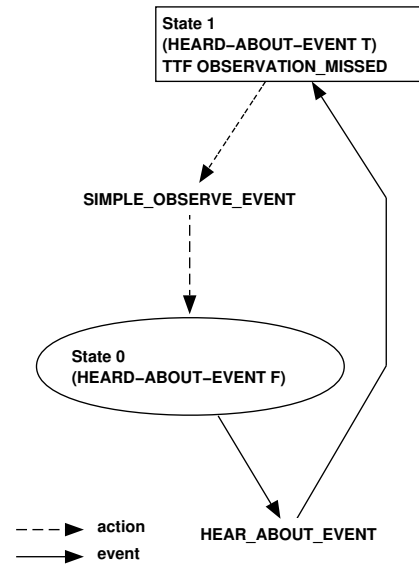 State 1
(HEARD−ABOUT−EVENT T)
TTF OBSERVATION_MISSED
SIMPLE_OBSERVE_EVENT
State 0
(HEARD−ABOUT−EVENT F)
HEAR_ABOUT_EVENT
action
event